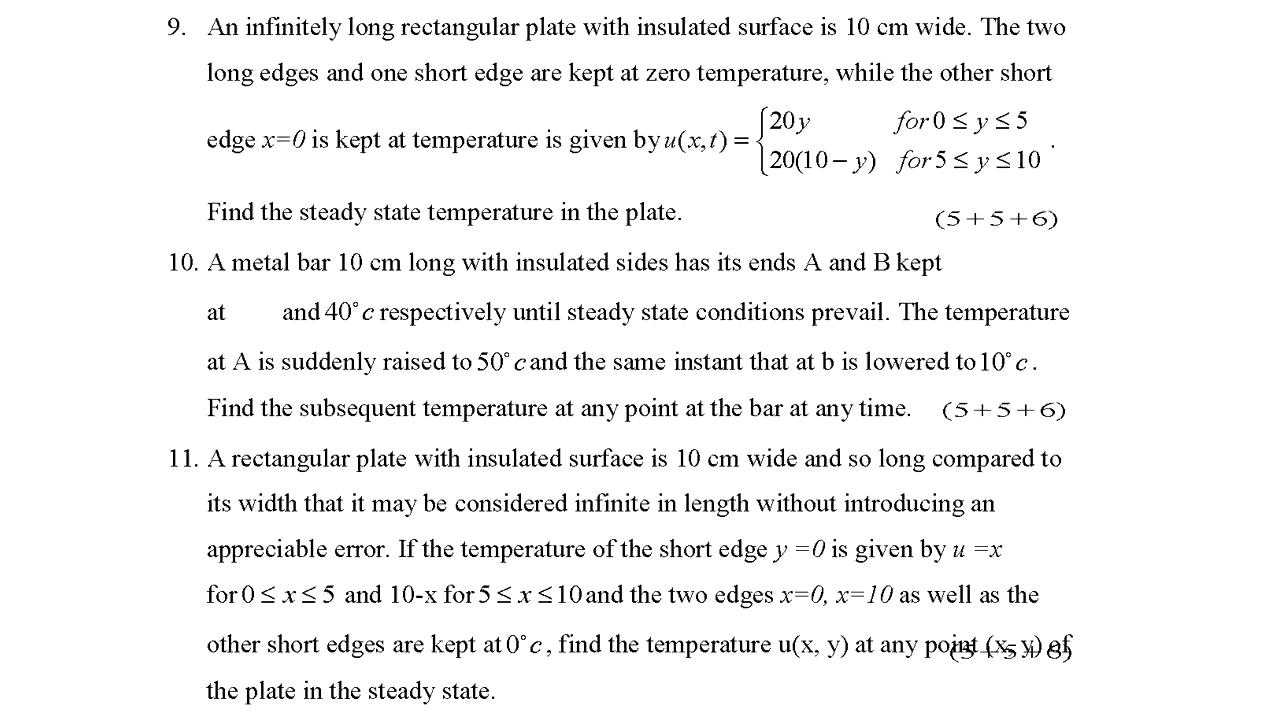 9. An infinitely long rectangular plate with insulated surface is 10 cm wide. The two
long edges and one short edge are kept at zero temperature, while the other short
edge x=0 is kept at temperature is given by u(x,t) = {20y for 0 ≤ y ≤ 5
20(10 − y) for 5 ≤ y ≤ 10 .
Find the steady state temperature in the plate. (5+5+6)
10. A metal bar 10 cm long with insulated sides has its ends A and B kept
at and 40°c respectively until steady state conditions prevail. The temperature
at A is suddenly raised to 50°c and the same instant that at b is lowered to 10°c.
Find the subsequent temperature at any point at the bar at any time. (5+5+6)
11. A rectangular plate with insulated surface is 10 cm wide and so long compared to
its width that it may be considered infinite in length without introducing an
appreciable error. If the temperature of the short edge y =0 is given by u =x
for 0 ≤ x ≤ 5 and 10-x for 5 ≤ x ≤ 10 and the two edges x=0, x=10 as well as the
other short edges are kept at 0°c, find the temperature u(x, y) at any point (x, y) of
the plate in the steady state.